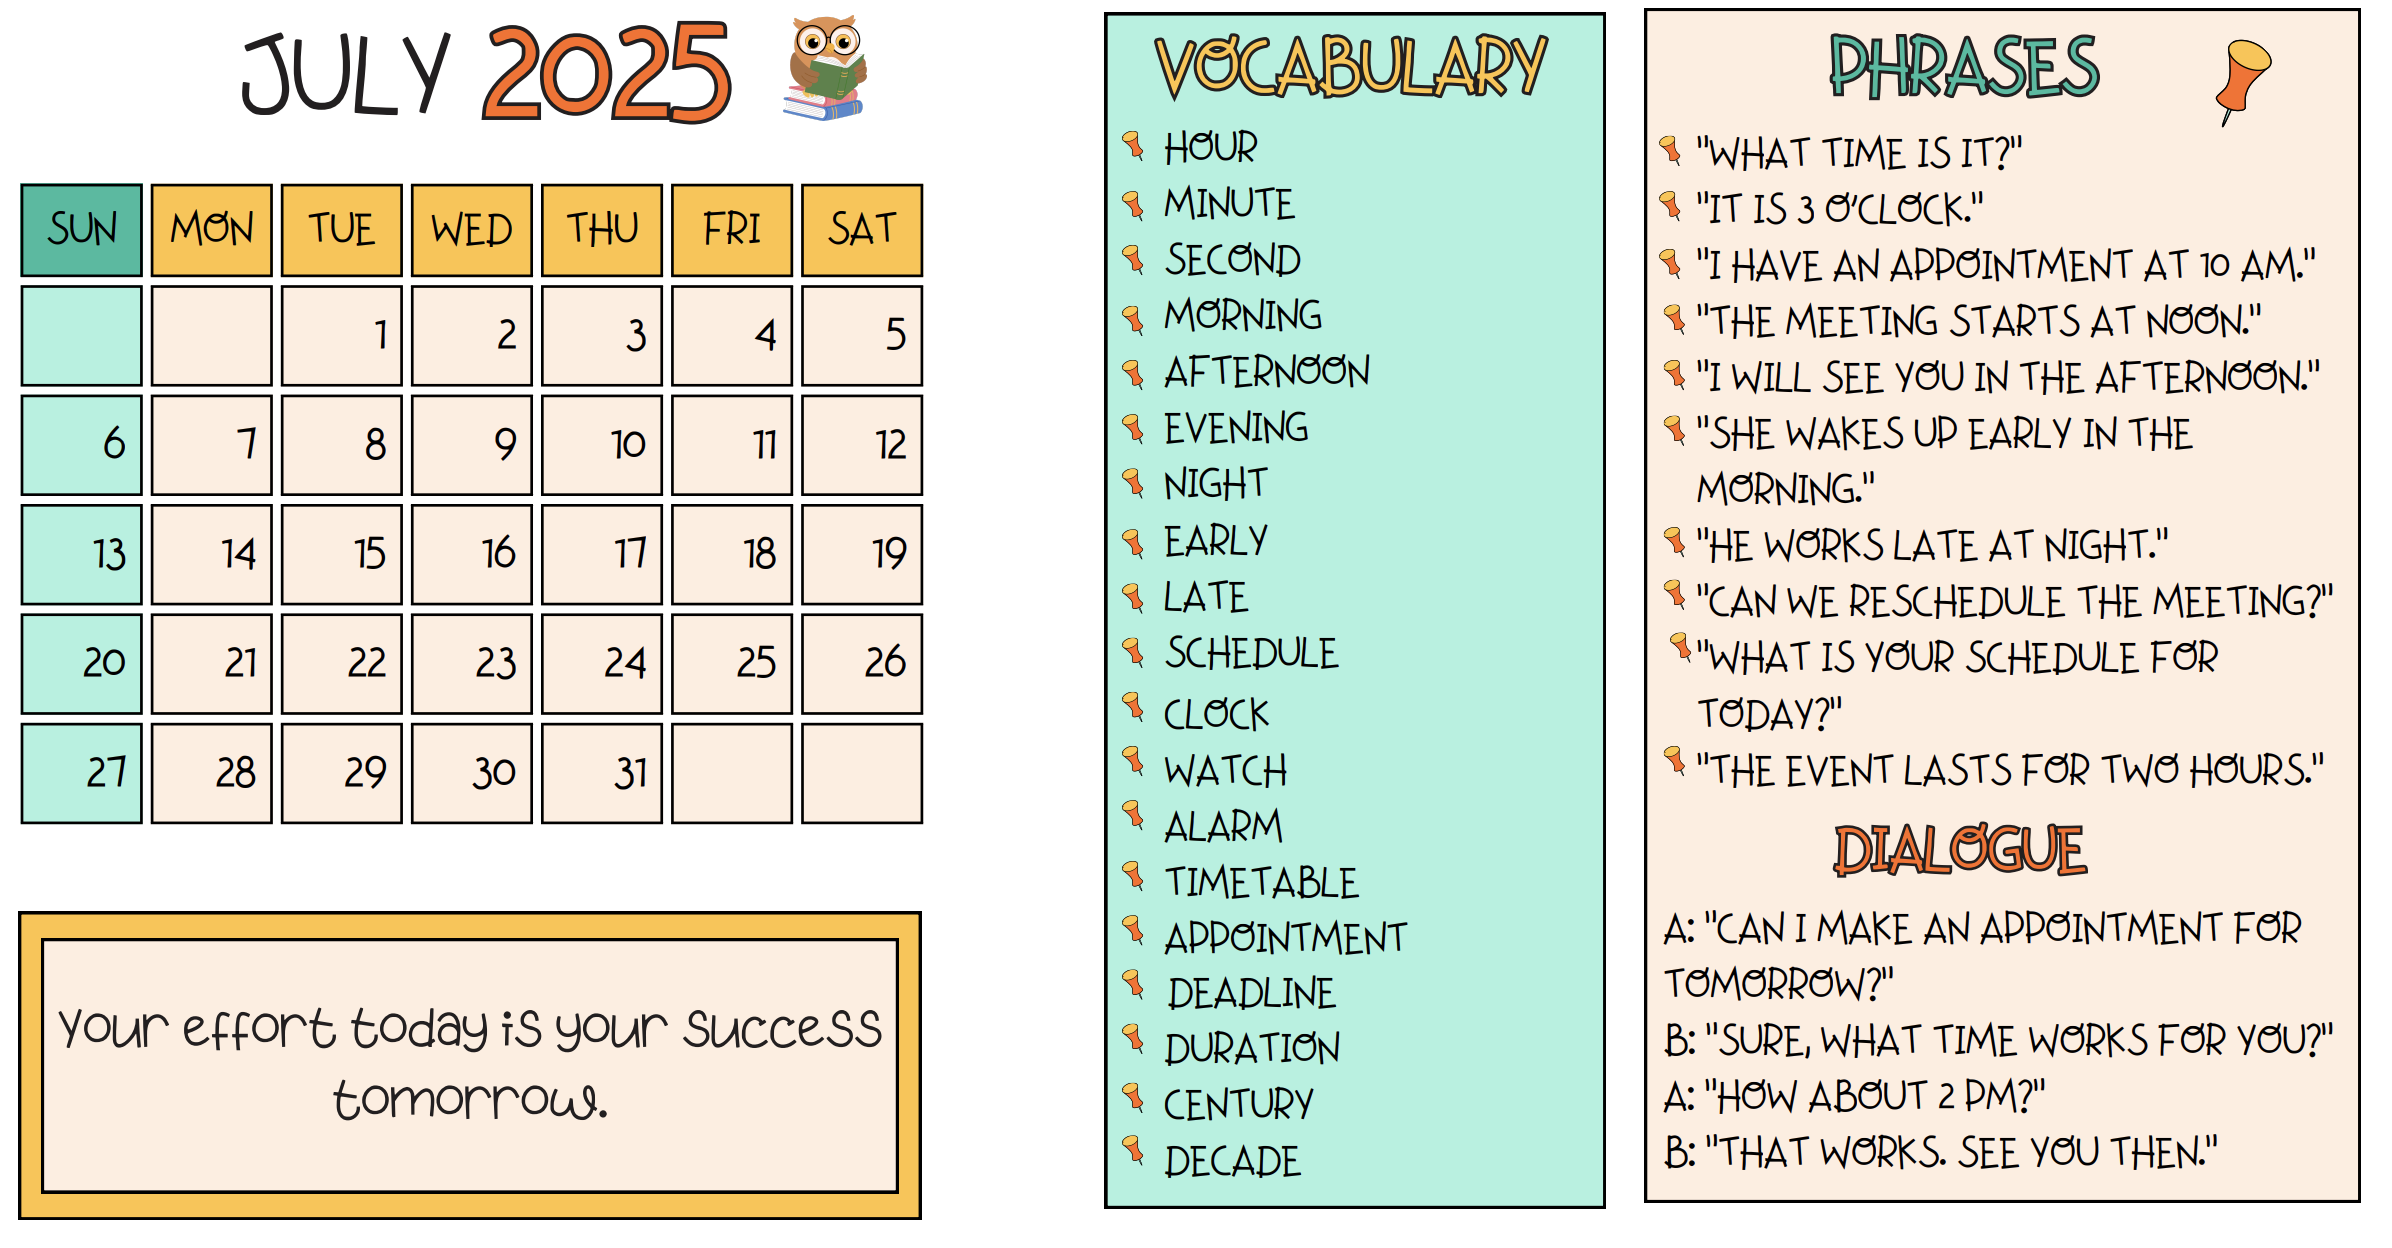 JULY 2025
SUN MON TUE WED THU FRI SAT
1 2 3 4 5
6 7 8 9 10 11 12
13 14 15 16 17 18 19
20 21 22 23 24 25 26
27 28 29 30 31
Your effort today is your success
tomorrow.
VOCABULARY
HOUR
MINUTE
SECOND
MORNING
AFTERNOON
EVENING
NIGHT
EARLY
LATE
SCHEDULE
CLOCK
WATCH
ALARM
TIMETABLE
APPOINTMENT
DEADLINE
DURATION
CENTURY
DECADE
PHRASES
"WHAT TIME IS IT?"
"IT IS 3 O'CLOCK."
"I HAVE AN APPOINTMENT AT 10 AM."
"THE MEETING STARTS AT NOON."
"I WILL SEE YOU IN THE AFTERNOON."
"SHE WAKES UP EARLY IN THE
MORNING."
"HE WORKS LATE AT NIGHT."
"CAN WE RESCHEDULE THE MEETING?"
"WHAT IS YOUR SCHEDULE FOR
TODAY?"
"THE EVENT LASTS FOR TWO HOURS."
DIALOGUE
A: "CAN I MAKE AN APPOINTMENT FOR
TOMORROW?"
B: "SURE, WHAT TIME WORKS FOR YOU?"
A: "HOW ABOUT 2 PM?"
B: "THAT WORKS. SEE YOU THEN."